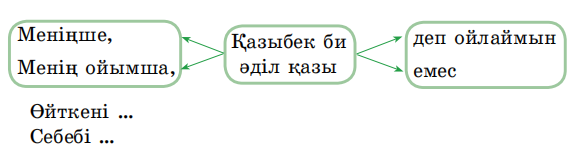 Меніңше,
Менің ойымша,
Қазыбек би
әділ қазы
деп ойлаймын
емес
Өйткені ...
Себебі ...